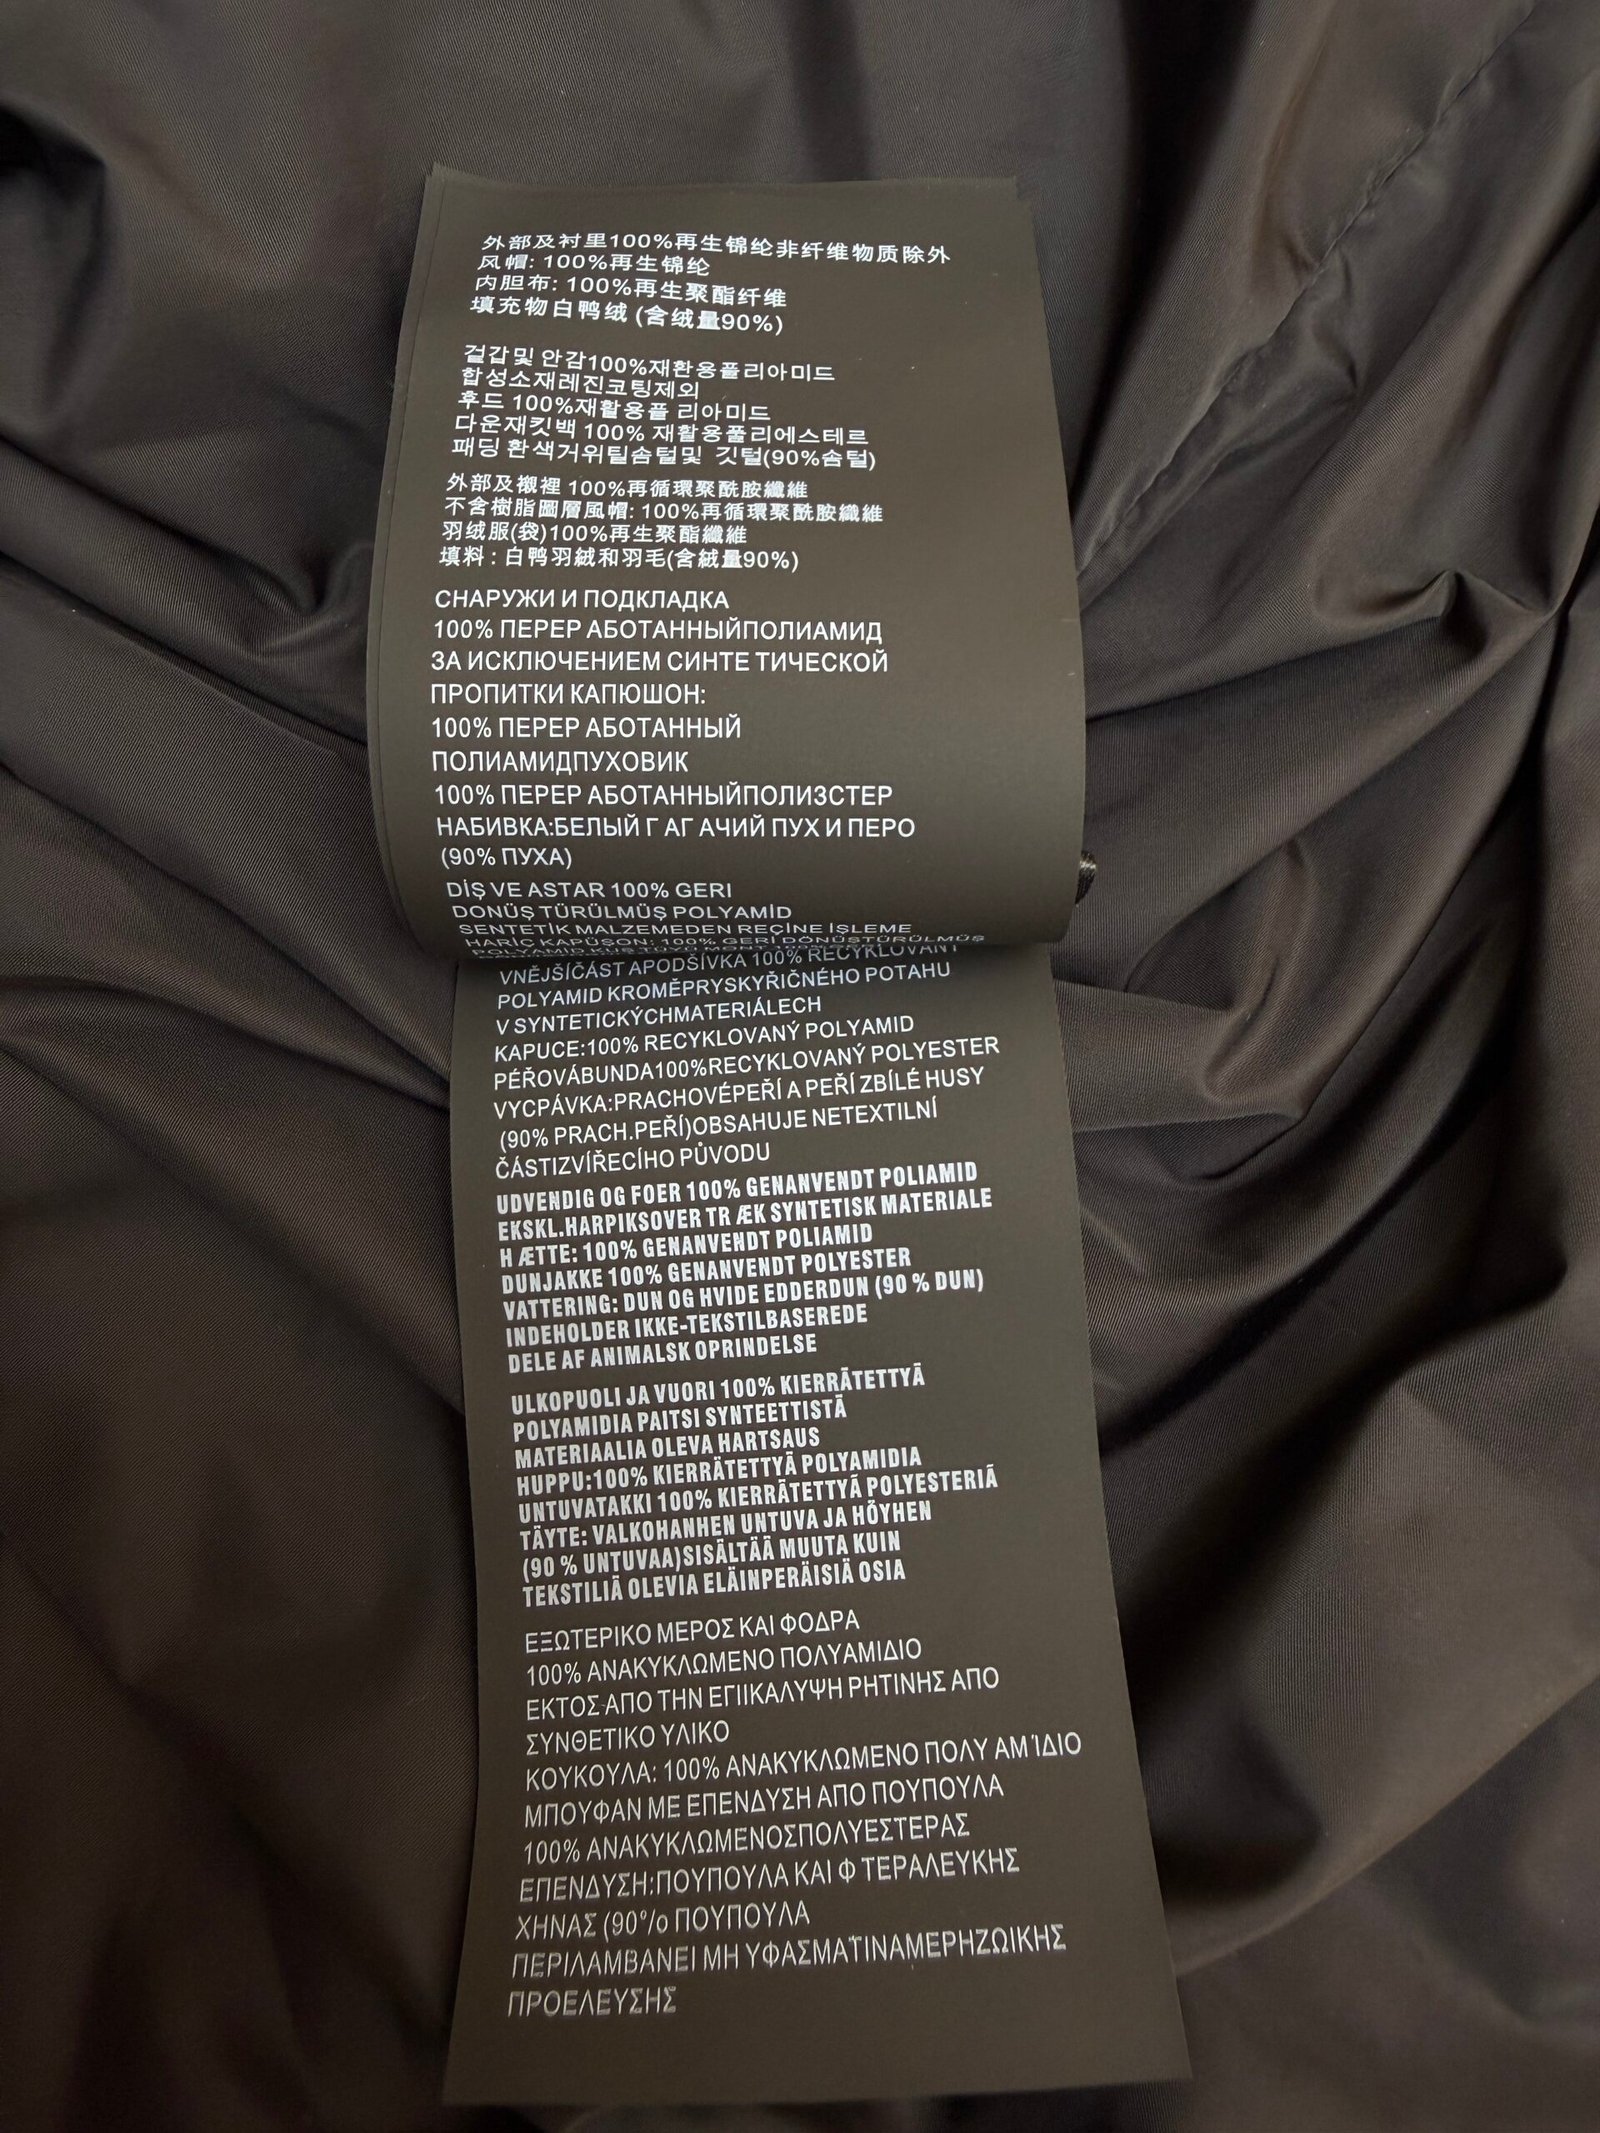 外部及衬里100%再生锦纶非纤维物质除外
风帽: 100%再生锦纶
内胆布: 100%再生聚酯纤维
填充物白鸭绒 (含绒量90%)
걸갑및 안감100%재환용폴리아미드
합성소재레진코팅제외
후드 100%재활용폴 리아미드
다운재킷백 100% 재활용폴리에스테르
패딩 환색거위틸솜털및 깃털(90%솜털)
外部及襯裡 100%再循環聚酰胺纖維
不含樹脂圖層風帽: 100%再循環聚酰胺纖維
羽绒服(袋)100%再生聚酯纖維
填料 : 白鸭羽絨和羽毛(含絨量90%)
СНАРУЖИ И ПОДКЛАДКА
100% ПЕРЕР АБОТАННЫЙПОЛИАМИД
ЗА ИСКЛЮЧЕНИЕМ СИНТЕ ТИЧЕСКОЙ
ПРОПИТКИ КАПЮШОН:
100% ПЕРЕР АБОТАННЫЙ
ПОЛИАМИДПУХОВИК
100% ПЕРЕР АБОТАННЫЙПОЛИЗСТЕР
НАБИВКА:БЕЛЫЙ Г АГ АЧИЙ ПУХ И ПЕРО
(90% ПУХА)
DİŞ VE ASTAR 100% GERI
DONÜŞ TÜRÜLMÜŞ POLYAMİD
SENTETİK MALZEMEDEN REÇİNE İŞLEME
HARİÇ KAPÜŞON: 100% GERİ DÖNÜŞTÜRÜLMÜŞ
VNĚJŠÍČÁST APODŠÍVKA 100% RECYKLOVANÝ
POLYAMID KROMĚPRYSKYŘIČNÉHO POTAHU
V SYNTETICKÝCHMATERIÁLECH
KAPUCE:100% RECYKLOVANÝ POLYAMID
PÉŘOVÁBUNDA100%RECYKLOVANÝ POLYESTER
VYCPÁVKA:PRACHOVÉPEŘÍ A PEŘÍ ZBÍLÉ HUSY
(90% PRACH.PEŘÍ)OBSAHUJE NETEXTILNÍ
ČÁSTIZVÍŘECÍHO PŮVODU
UDVENDIG OG FOER 100% GENANVENDT POLIAMID
EKSKL.HARPIKSOVER TR ÆK SYNTETISK MATERIALE
H ÆTTE: 100% GENANVENDT POLIAMID
DUNJAKKE 100% GENANVENDT POLYESTER
VATTERING: DUN OG HVIDE EDDERDUN (90 % DUN)
INDEHOLDER IKKE-TEKSTILBASEREDE
DELE AF ANIMALSK OPRINDELSE
ULKOPUOLI JA VUORI 100% KIERRÄTETTYÄ
POLYAMIDIA PAITSI SYNTEETTISTÄ
MATERIAALIA OLEVA HARTSAUS
HUPPU:100% KIERRÄTETTYÄ POLYAMIDIA
UNTUVATAKKI 100% KIERRÄTETTYÄ POLYESTERIÄ
TÄYTE: VALKOHANHEN UNTUVA JA HÖYHEN
(90 % UNTUVAA)SISÄLTÄÄ MUUTA KUIN
TEKSTILIÄ OLEVIA ELÄINPERÄISIÄ OSIA
ΕΞΩΤΕΡΙΚΟ ΜΕΡΟΣ ΚΑΙ ΦΟΔΡΑ
100% ΑΝΑΚΥΚΛΩΜΕΝΟ ΠΟΛΥΑΜΙΔΙΟ
ΕΚΤΟΣ ΑΠΟ ΤΗΝ ΕΓΙΙΚΑΛΥΨΗ ΡΗΤΙΝΗΣ ΑΠΟ
ΣΥΝΘΕΤΙΚΟ ΥΛΙΚΟ
ΚΟΥΚΟΥΛΑ: 100% ΑΝΑΚΥΚΛΩΜΕΝΟ ΠΟΛΥ ΑΜ ΊΔΙΟ
ΜΠΟΥΦΑΝ ΜΕ ΕΠΕΝΔΥΣΗ ΑΠΟ ΠΟΥΠΟΥΛΑ
100% ΑΝΑΚΥΚΛΩΜΕΝΟΣΠΟΛΥΕΣΤΕΡΑΣ
ΕΠΕΝΔΥΣΗ:ΠΟΥΠΟΥΛΑ ΚΑΙ Φ ΤΕΡΑΛΕΥΚΗΣ
ΧΗΝΑΣ (90°/ο ΠΟΥΠΟΥΛΑ
ΠΕΡΙΛΑΜΒΑΝΕΙ ΜΗ ΥΦΑΣΜΑΤΙΝΑΜΕΡΗΖΩΙΚΗΣ
ΠΡΟΕΛΕΥΣΗΣ